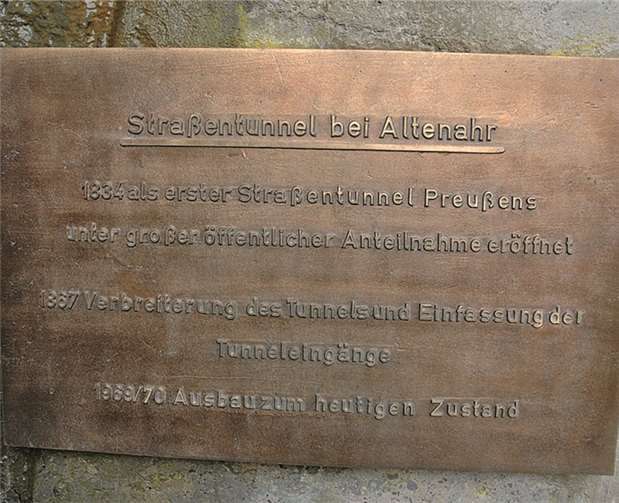 Straßentunnel bei Altenahr
1834 als erster Straßentunnel Preußens
unter großer öffentlicher Anteilnahme eröffnet
1867 Verbreiterung des Tunnels und Einfassung der
Tunneleingänge
1969/70 Ausbau zum heutigen Zustand